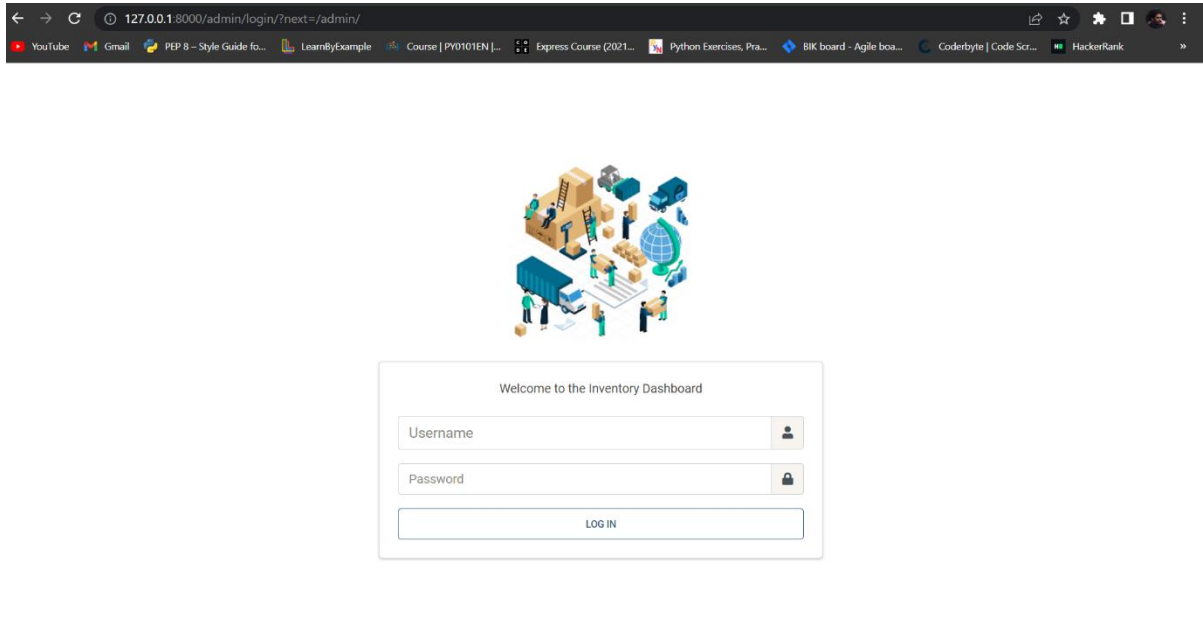 127.0.0.1:8000/admin/login/?next=/admin/
YouTube Gmail PEP 8 – Style Guide fo... LearnByExample Course | PY0101EN |... Express Course (2021... Python Exercises, Pra... BIK board - Agile boa... Coderbyte | Code Scr... HackerRank »
Welcome to the Inventory Dashboard
Username
Password
LOG IN